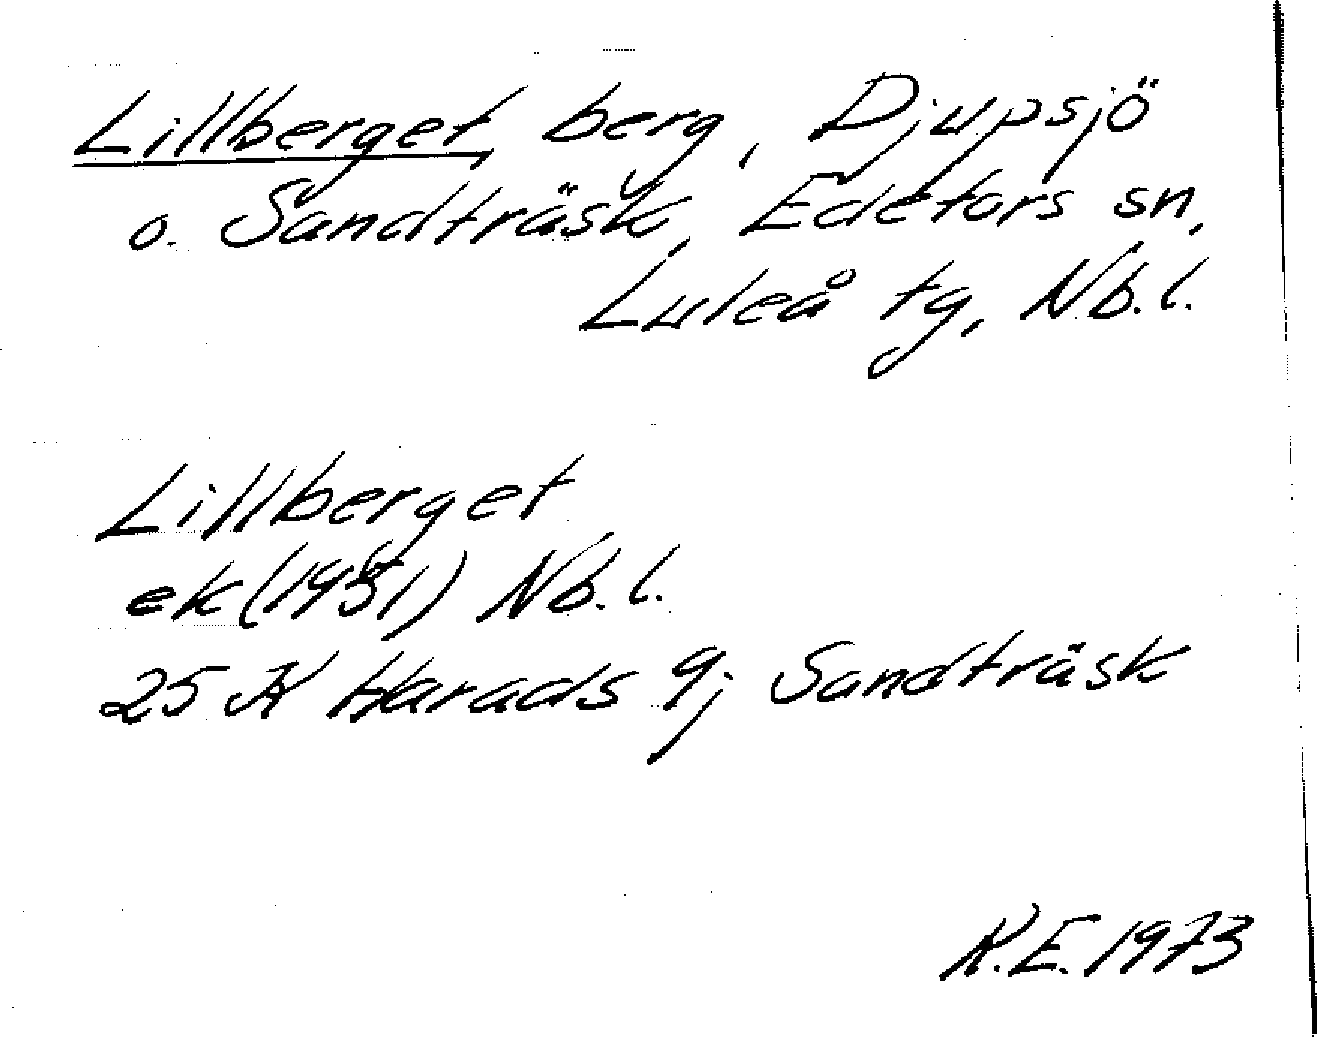 Lillberget, berg, Djupsjö
o. Sandträsk, Edefors sn,
Luleå tg, Nb.l.
Lillberget
ek (1951) Nb.l.
25 K Harads 9j Sandträsk
K.E. 1973